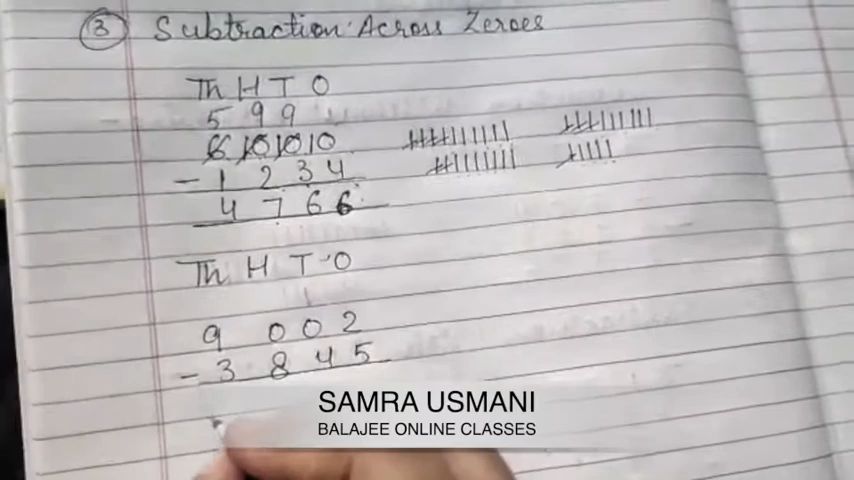 3 Subtraction Across Zeroes
Th H T O
5 9 9
6 10 10 10
- 1 2 3 4
4 7 6 6
Th H T O
9 0 0 2
- 3 8 4 5
SAMRA USMANI
BALAJEE ONLINE CLASSES